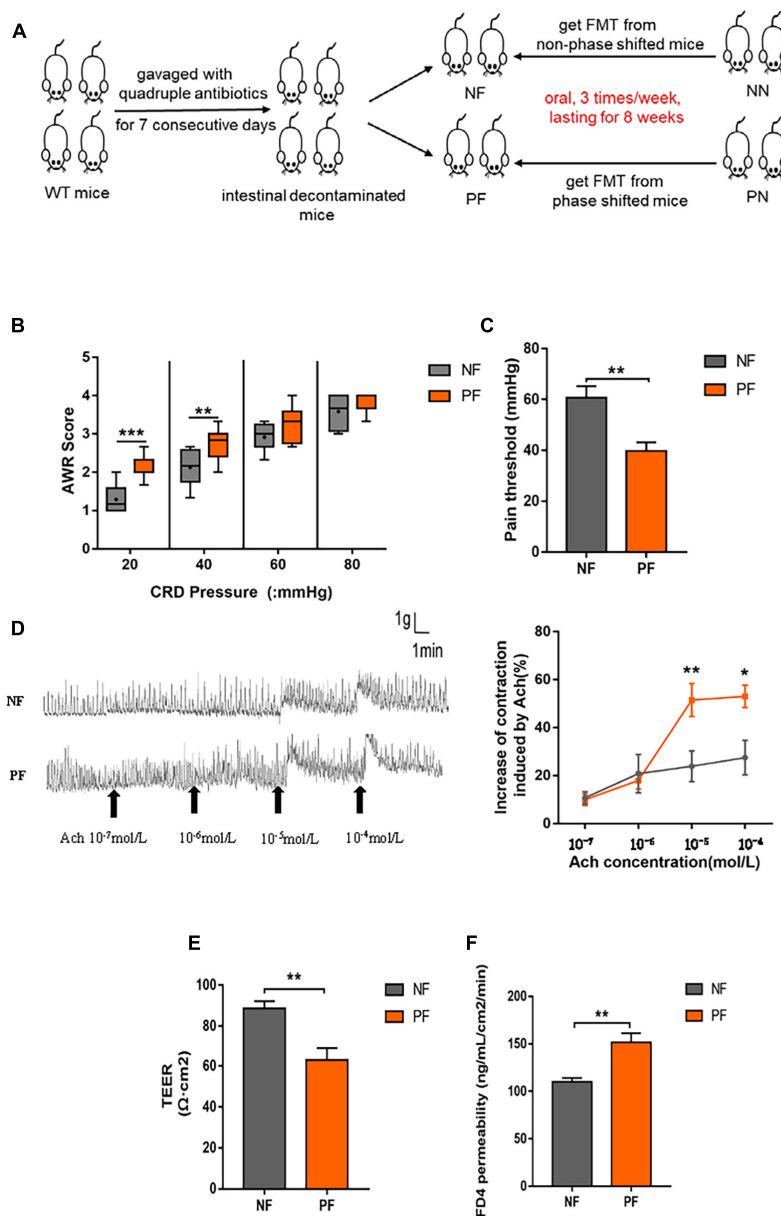 A
gavaged with
quadruple antibiotics
for 7 consecutive days
WT mice
intestinal decontaminated
mice
NF
PF
get FMT from
non-phase shifted mice
oral, 3 times/week,
lasting for 8 weeks
get FMT from
phase shifted mice
NN
PN
B
AWR Score
5
4
3
2
1
0
***
**
20 40 60 80
CRD Pressure (:mmHg)
NF
PF
C
Pain threshold (mmHg)
80
60
40
20
0
**
NF PF
NF
PF
D
1g
1min
NF
PF
Ach 10⁻⁷mol/L 10⁻⁶mol/L 10⁻⁵mol/L 10⁻⁴mol/L
Increase of contraction
induced by Ach(%)
80
60
40
20
0
** *
10⁻⁷ 10⁻⁶ 10⁻⁵ 10⁻⁴
Ach concentration(mol/L)
NF
PF
E
TEER
(Ω·cm2)
100
80
60
40
20
0
**
NF PF
NF
PF
F
FD4 permeability (ng/mL/cm2/min)
200
150
100
50
0
**
NF PF
NF
PF